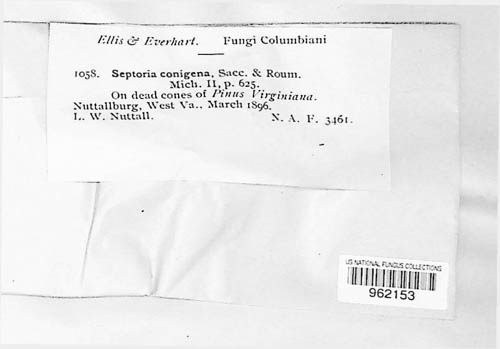 Ellis & Everhart. Fungi Columbiani
1058. Septoria conigena, Sacc. & Roum.
Mich. II, p. 625.
On dead cones of Pinus Virginiana.
Nuttallburg, West Va., March 1896.
L. W. Nuttall. N. A. F. 3461.
US NATIONAL FUNGUS COLLECTIONS
962153